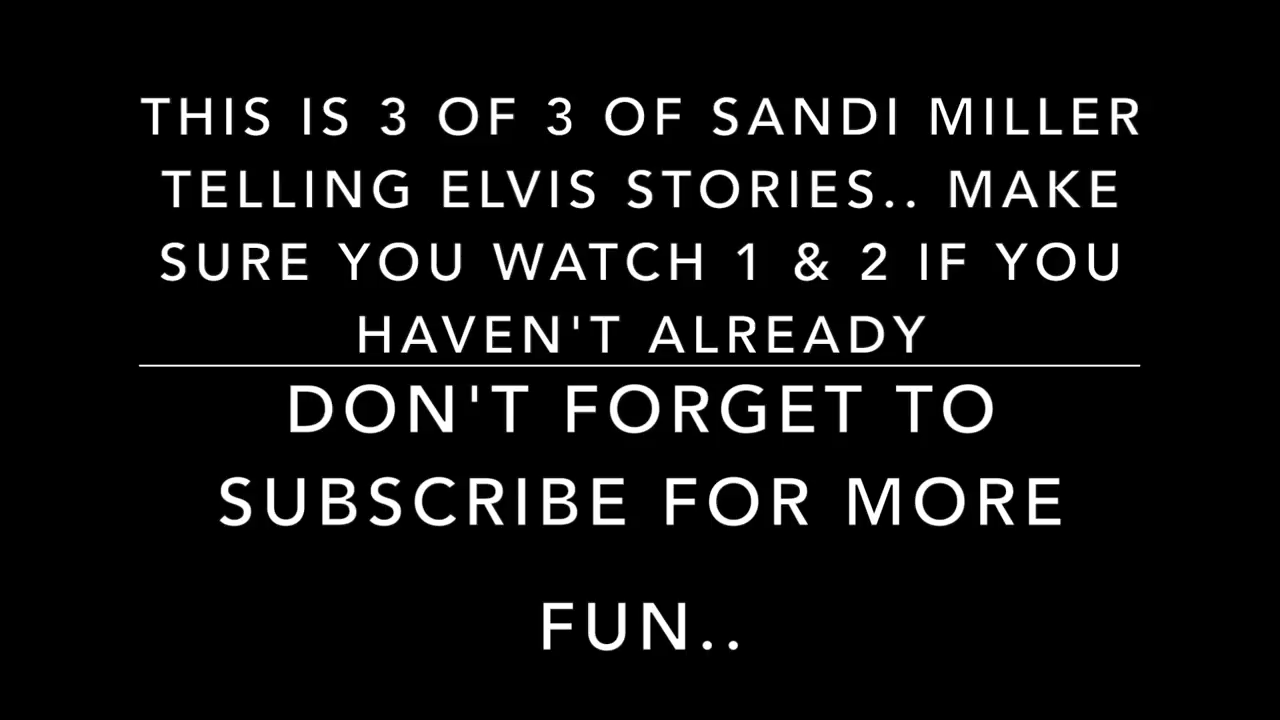 THIS IS 3 OF 3 OF SANDI MILLER
TELLING ELVIS STORIES.. MAKE
SURE YOU WATCH 1 & 2 IF YOU
HAVEN'T ALREADY
DON'T FORGET TO
SUBSCRIBE FOR MORE
FUN..